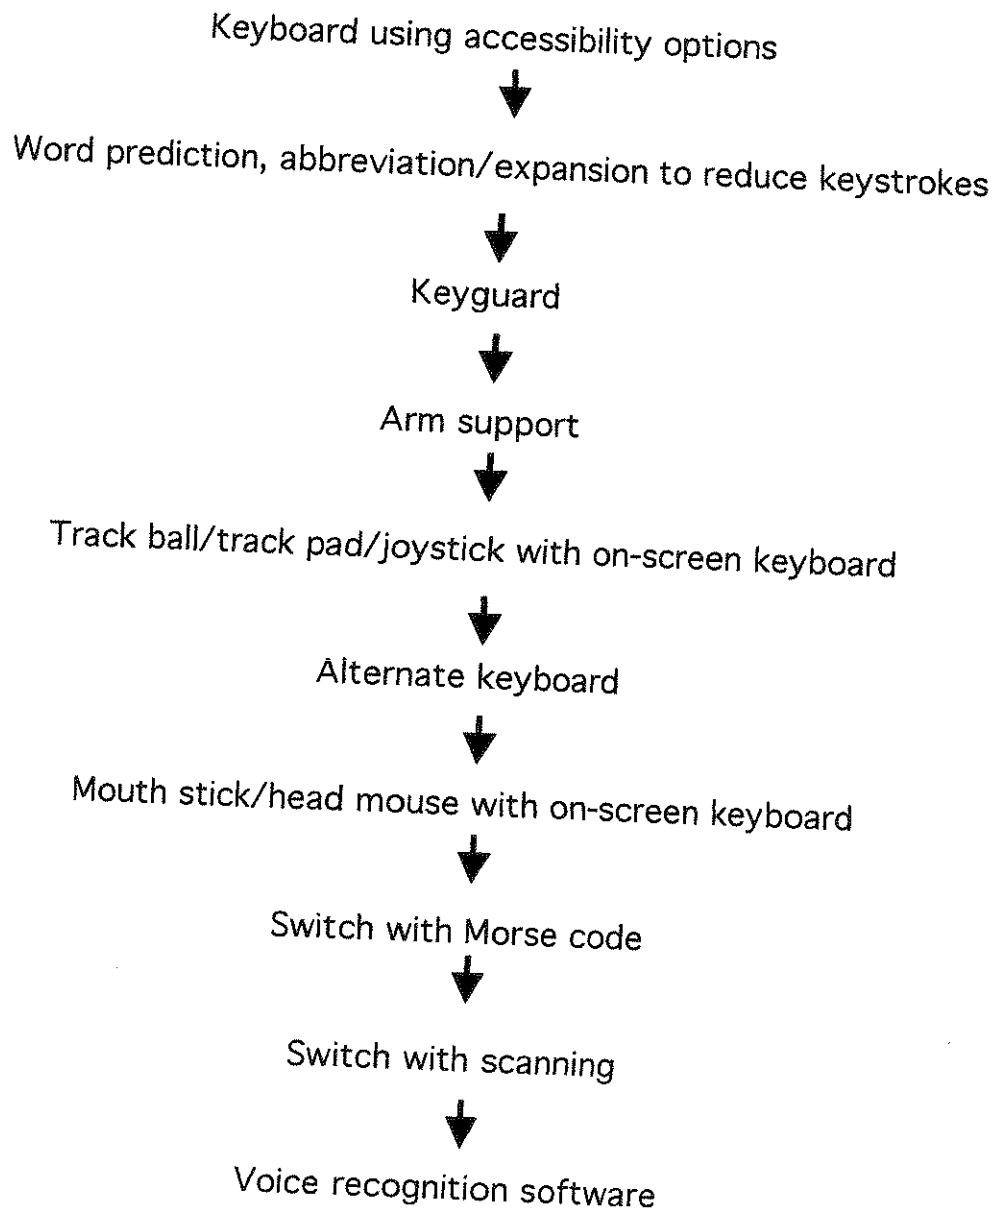 Keyboard using accessibility options
Word prediction, abbreviation/expansion to reduce keystrokes
Keyguard
Arm support
Track ball/track pad/joystick with on-screen keyboard
Alternate keyboard
Mouth stick/head mouse with on-screen keyboard
Switch with Morse code
Switch with scanning
Voice recognition software